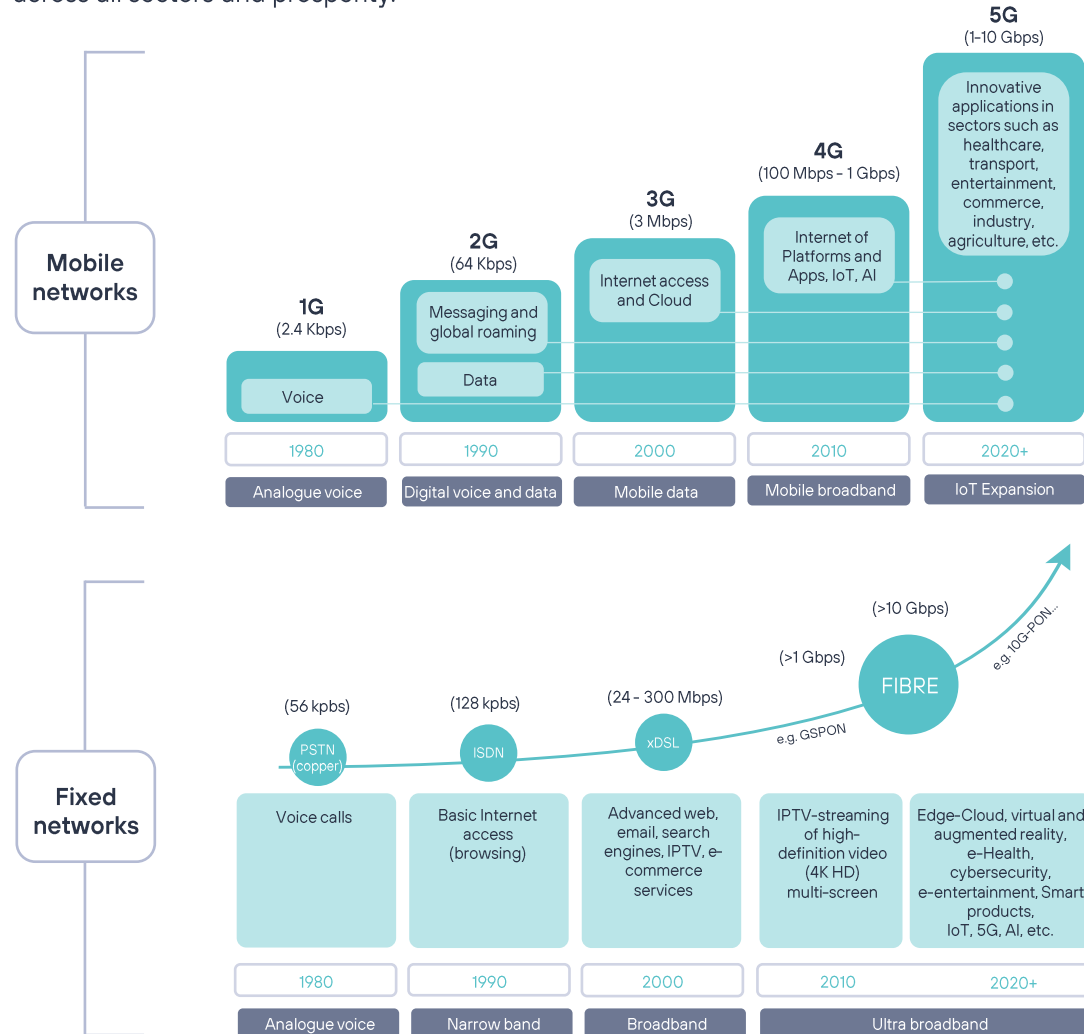 across all sectors and prosperity.
5G
(1-10 Gbps)
Innovative
applications in
sectors such as
healthcare,
transport,
entertainment,
commerce,
industry,
agriculture, etc.
4G
(100 Mbps - 1 Gbps)
Internet of
Platforms and
Apps, IoT, AI
3G
(3 Mbps)
Internet access
and Cloud
2G
(64 Kbps)
Messaging and
global roaming
Data
1G
(2.4 Kbps)
Voice
Mobile
networks
1980
1990
2000
2010
2020+
Analogue voice
Digital voice and data
Mobile data
Mobile broadband
IoT Expansion
(>10 Gbps)
(>1 Gbps)
(24 - 300 Mbps)
(128 kpbs)
(56 kpbs)
PSTN
(copper)
ISDN
xDSL
e.g. GSPON
FIBRE
e.g. 10G-PON...
Fixed
networks
Voice calls
Basic Internet
access
(browsing)
Advanced web,
email, search
engines, IPTV, e-
commerce
services
IPTV-streaming
of high-
definition video
(4K HD)
multi-screen
Edge-Cloud, virtual and
augmented reality,
e-Health,
cybersecurity,
e-entertainment, Smart
products,
IoT, 5G, AI, etc.
1980
1990
2000
2010
2020+
Analogue voice
Narrow band
Broadband
Ultra broadband